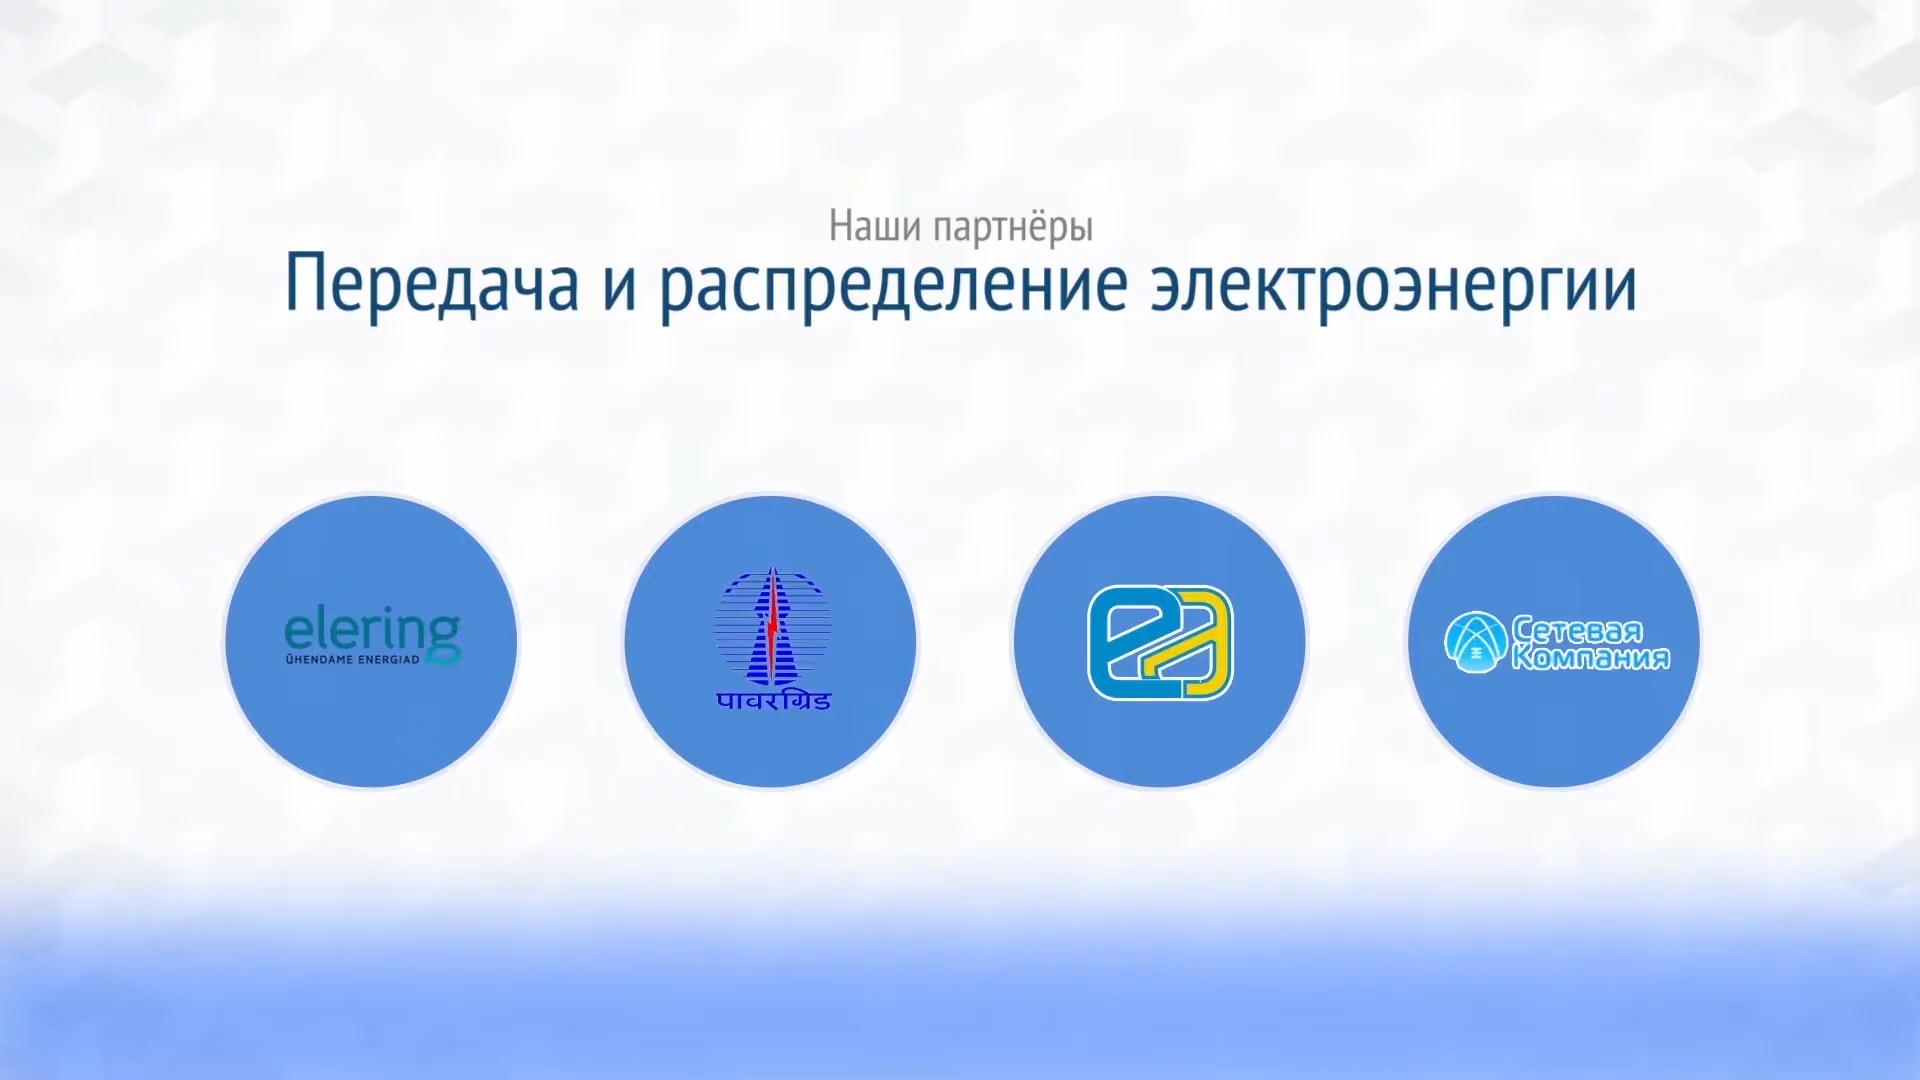 Наши партнёры
Передача и распределение электроэнергии
elering
ÜHENDAME ENERGIAD
पावरग्रिड
Сетевая
Компания